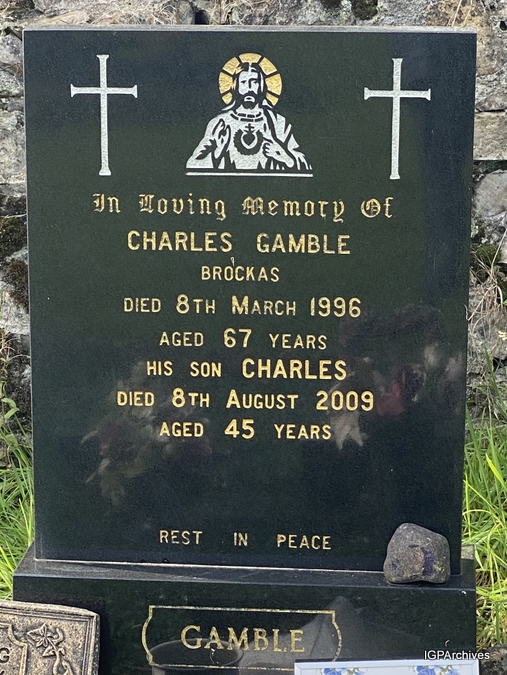 In Loving Memory Of
CHARLES GAMBLE
BROCKAS
DIED 8TH MARCH 1996
AGED 67 YEARS
HIS SON CHARLES
DIED 8TH AUGUST 2009
AGED 45 YEARS
REST IN PEACE
GAMBLE
G
IGPArchives